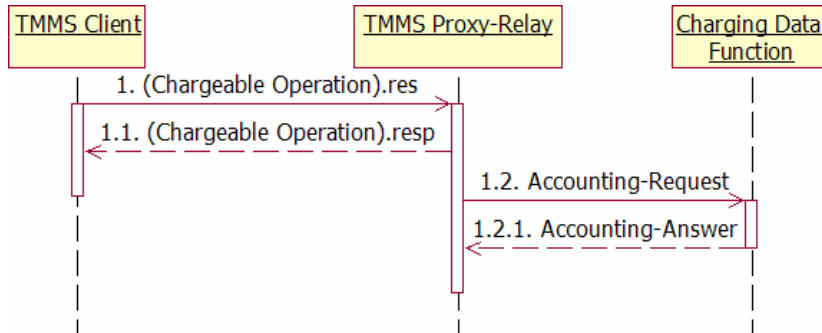 TMMS Client
TMMS Proxy-Relay
Charging Data
Function
1. (Chargeable Operation).res
1.1. (Chargeable Operation).resp
1.2. Accounting-Request
1.2.1. Accounting-Answer